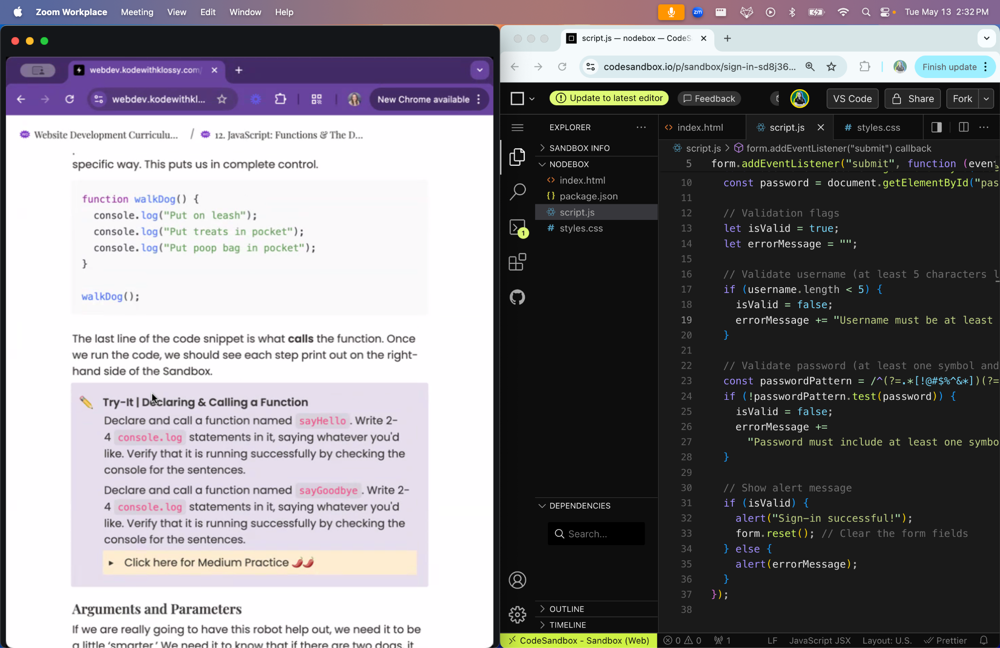 Zoom Workplace Meeting View Edit Window Help
zm
Tue May 13 2:32 PM
webdev.kodewithklossy.com/
webdev.kodewithkl...
New Chrome available
Website Development Curriculu... / 12. JavaScript: Functions & The D...
specific way. This puts us in complete control.
function walkDog() {
console.log("Put on leash");
console.log("Put treats in pocket");
console.log("Put poop bag in pocket");
}
walkDog();
The last line of the code snippet is what calls the function. Once
we run the code, we should see each step print out on the right-
hand side of the Sandbox.
Try-It | Declaring & Calling a Function
Declare and call a function named sayHello . Write 2-
4 console.log statements in it, saying whatever you'd
like. Verify that it is running successfully by checking the
console for the sentences.
Declare and call a function named sayGoodbye . Write 2-
4 console.log statements in it, saying whatever you'd
like. Verify that it is running successfully by checking the
console for the sentences.
Click here for Medium Practice 🌶️🌶️
Arguments and Parameters
If we are really going to have this robot help out, we need it to be
a little 'smarter.' We need it to know that if there are two dogs, it
script.js — nodebox — CodeS
codesandbox.io/p/sandbox/sign-in-sd8j36...
Finish update
Update to latest editor
Feedback
VS Code
Share
Fork
EXPLORER
SANDBOX INFO
NODEBOX
index.html
package.json
script.js
styles.css
1
DEPENDENCIES
Search...
OUTLINE
TIMELINE
index.html
script.js
styles.css
script.js > form.addEventListener("submit") callback
5 form.addEventListener("submit", function (event
10 const password = document.getElementById("pas
11
12 // Validation flags
13 let isValid = true;
14 let errorMessage = "";
15
16 // Validate username (at least 5 characters l
17 if (username.length < 5) {
18 isValid = false;
19 errorMessage += "Username must be at least
20 }
21
22 // Validate password (at least one symbol and
23 const passwordPattern = /^(?=.*[!@#$%^&*])(?=
24 if (!passwordPattern.test(password)) {
25 isValid = false;
26 errorMessage +=
27 "Password must include at least one symbo
28 }
29
30 // Show alert message
31 if (isValid) {
32 alert("Sign-in successful!");
33 form.reset(); // Clear the form fields
34 } else {
35 alert(errorMessage);
36 }
37 });
38
CodeSandbox - Sandbox (Web)
0 0
1
LF JavaScript JSX Layout: U.S. Prettier